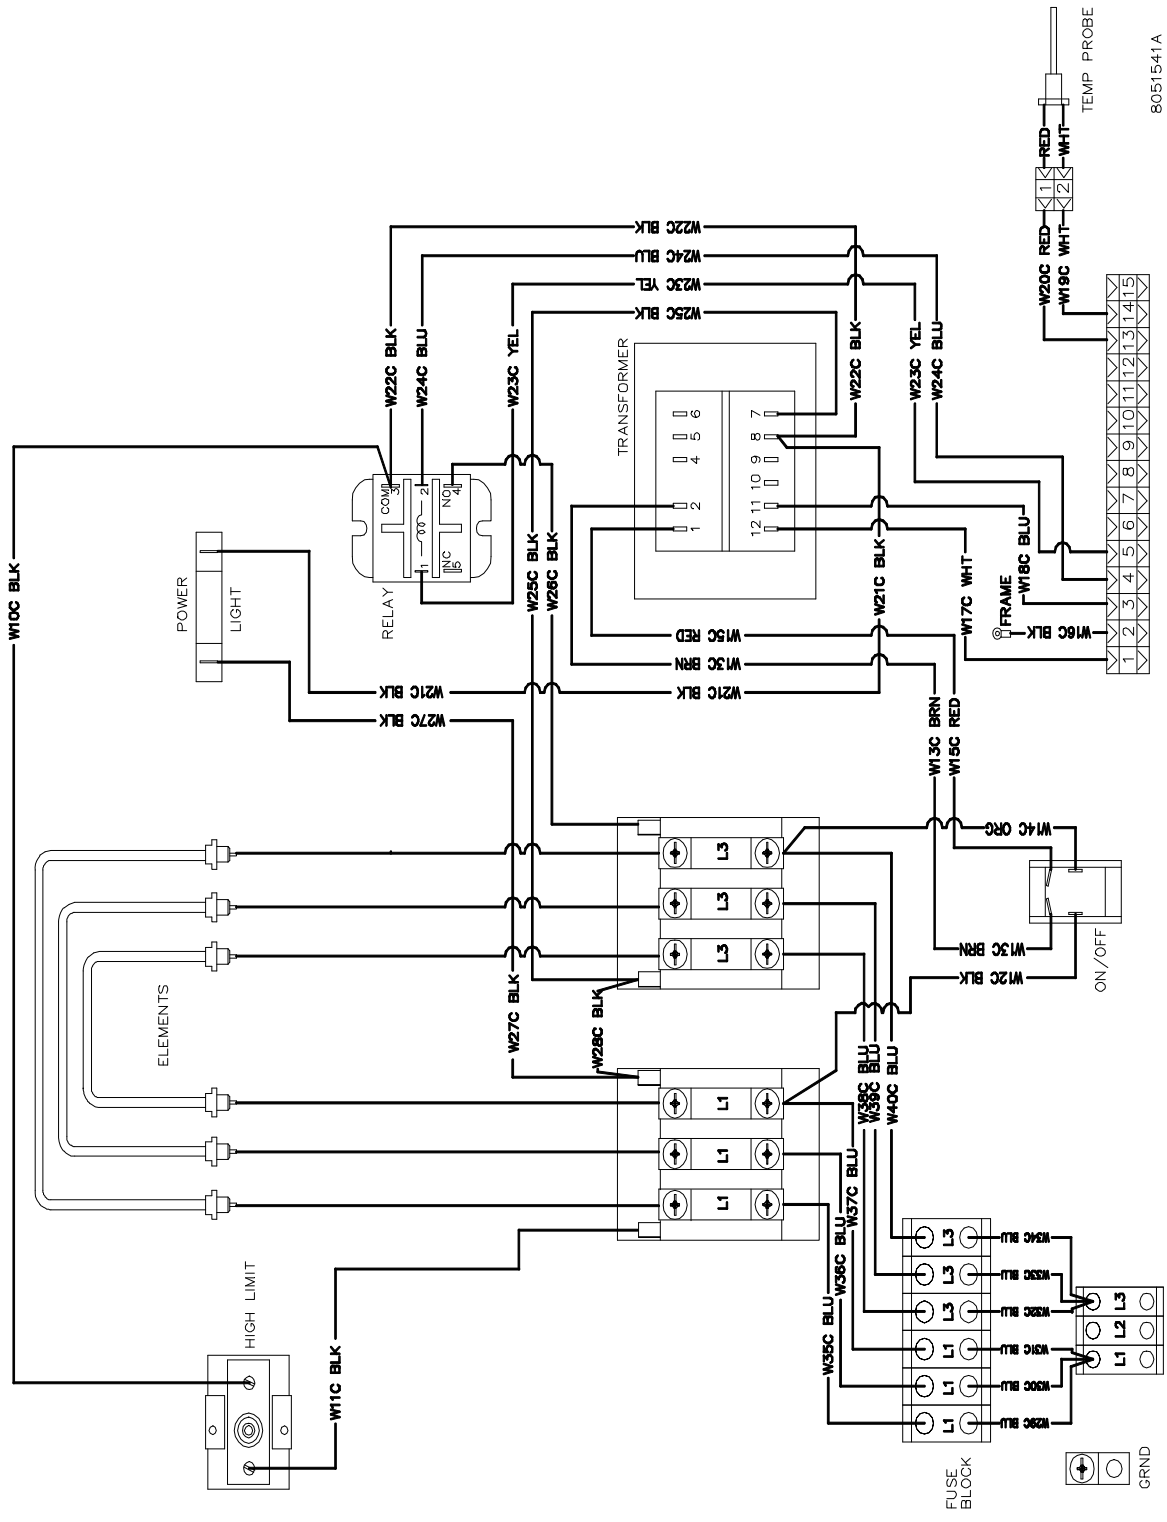 W10C BLK
POWER
LIGHT
ELEMENTS
HIGH LIMIT
W11C BLK
RELAY
COM
3
2
NO
4
1
NC
5
W22C BLK
W24C BLU
W23C YEL
W25C BLK
W26C BLK
W21C BLK
W27C BLK
W27C BLK
W28C BLK
W22C BLK
W24C BLU
W23C YEL
W25C BLK
TRANSFORMER
1
2
4
5
6
12
11
10
9
8
7
W15C RED
W13C BRN
W21C BLK
W21C BLK
W22C BLK
W23C YEL
W24C BLU
W17C WHT
W18C BLU
FRAME
W16C BLK
W13C BRN
W15C RED
W14C ORG
W13C BRN
W12C BLK
ON/OFF
L3
L3
L3
L1
L1
L1
W38C BLU
W39C BLU
W40C BLU
W37C BLU
W36C BLU
W35C BLU
L3
L3
L3
L1
L1
L1
FUSE
BLOCK
W34C BLU
W33C BLU
W32C BLU
W31C BLU
W30C BLU
W29C BLU
L3
L2
L1
GRND
1 2 3 4 5 6 7 8 9 10 11 12 13 14 15
W20C RED
W19C WHT
1
2
RED
WHT
TEMP PROBE
8051541A